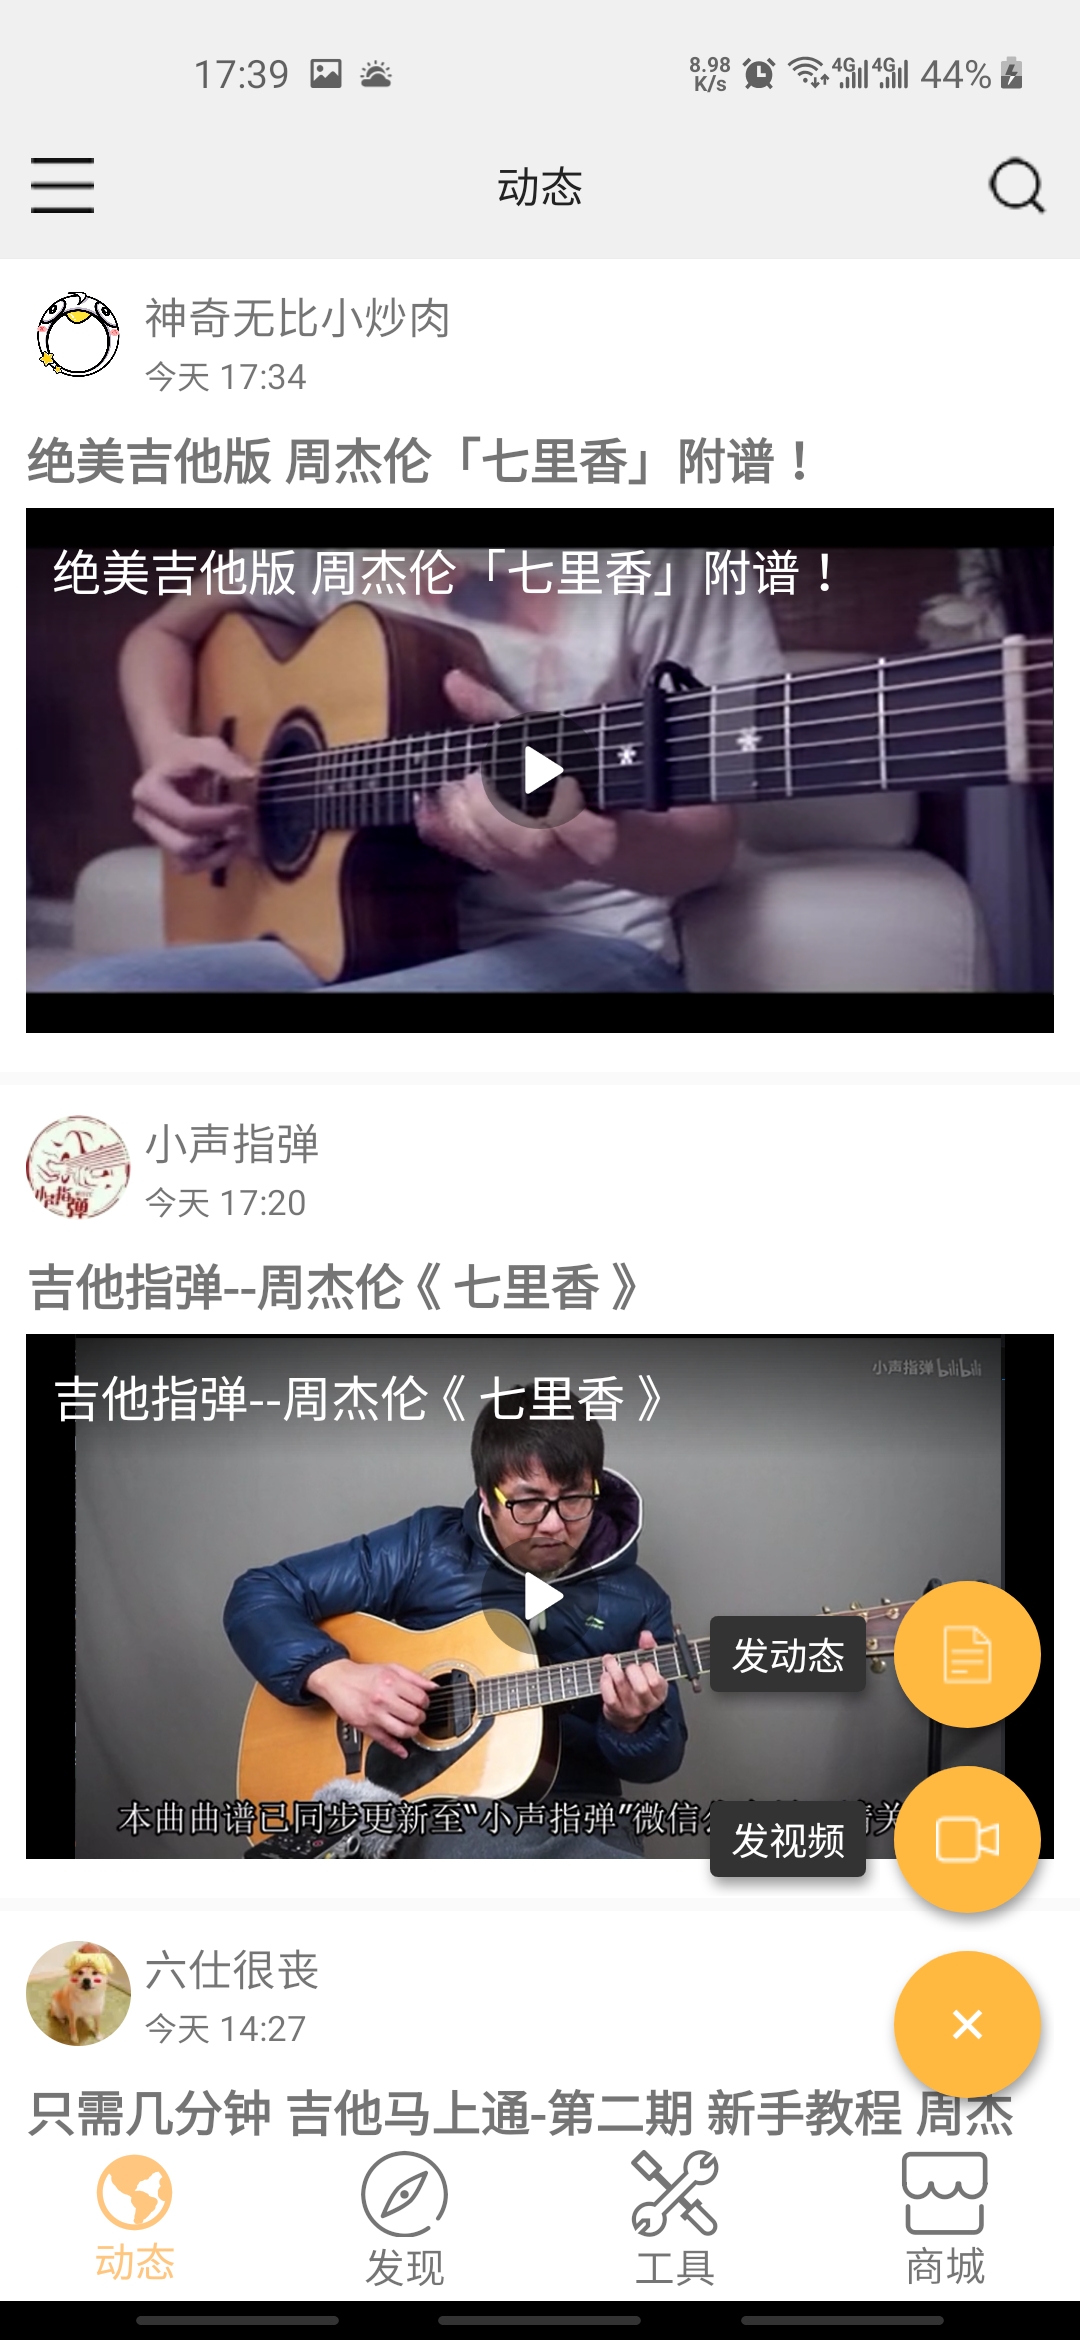 17:39
8.98 K/s 4G 4G 44%
动态
神奇无比小炒肉
今天 17:34
绝美吉他版 周杰伦「七里香」附谱！
绝美吉他版 周杰伦「七里香」附谱！
小声指弹
今天 17:20
吉他指弹--周杰伦《七里香》
小声指弹 bilibili
吉他指弹--周杰伦《七里香》
发动态
本曲曲谱已同步更新至“小声指弹”微信
发视频
六仕很丧
今天 14:27
只需几分钟 吉他马上通-第二期 新手教程 周杰
动态
发现
工具
商城